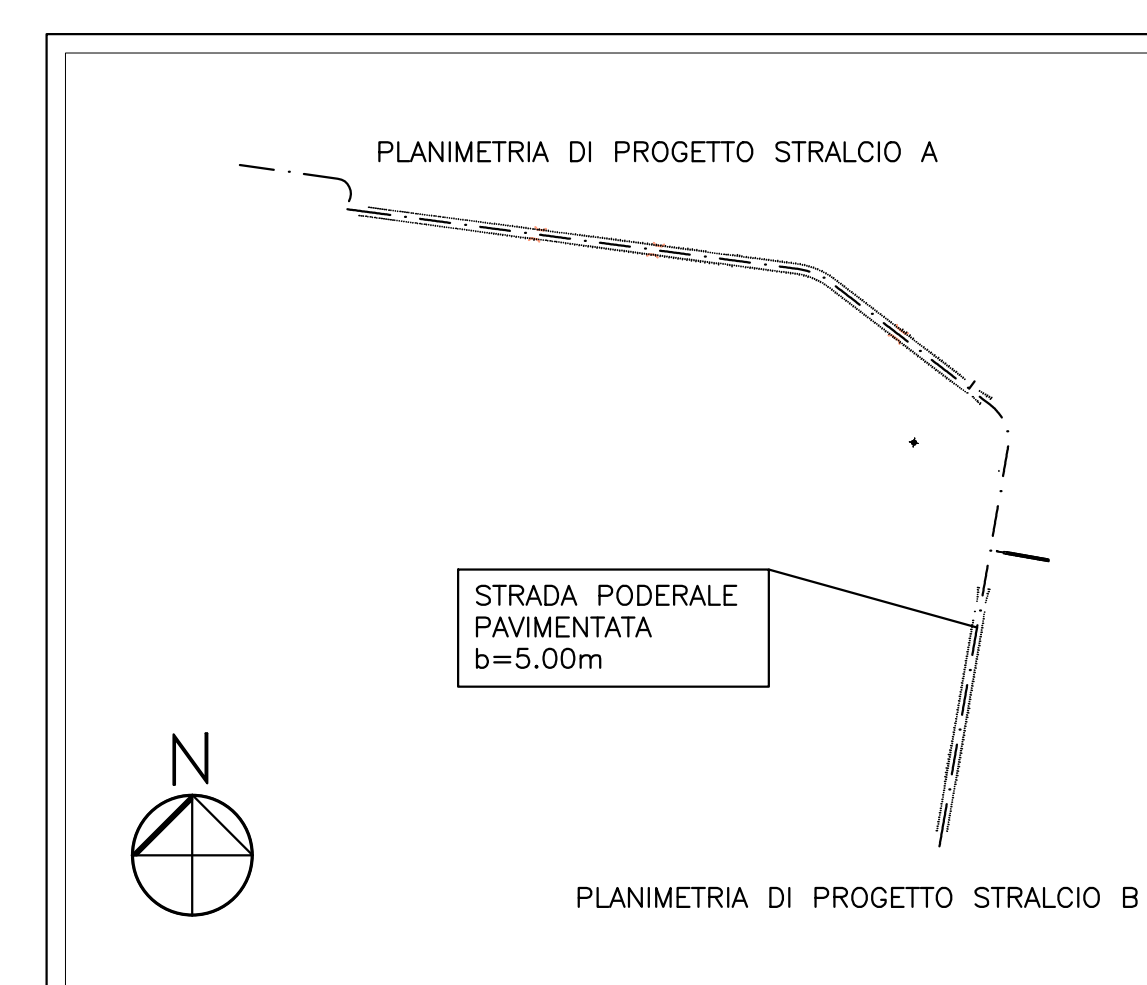 PLANIMETRIA DI PROGETTO STRALCIO A
STRADA PODERALE
PAVIMENTATA
b=5.00m
N
PLANIMETRIA DI PROGETTO STRALCIO B